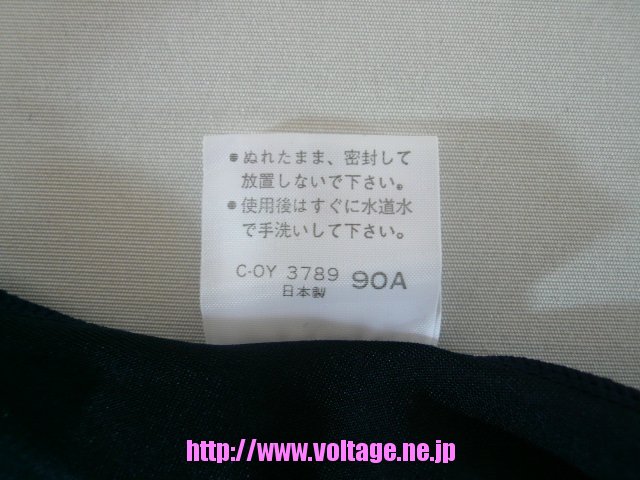 ●ぬれたまま、密封して
放置しないで下さい。
●使用後はすぐに水道水
で手洗いして下さい。
C-OY 3789 90A
日本製
http://www.voltage.ne.jp